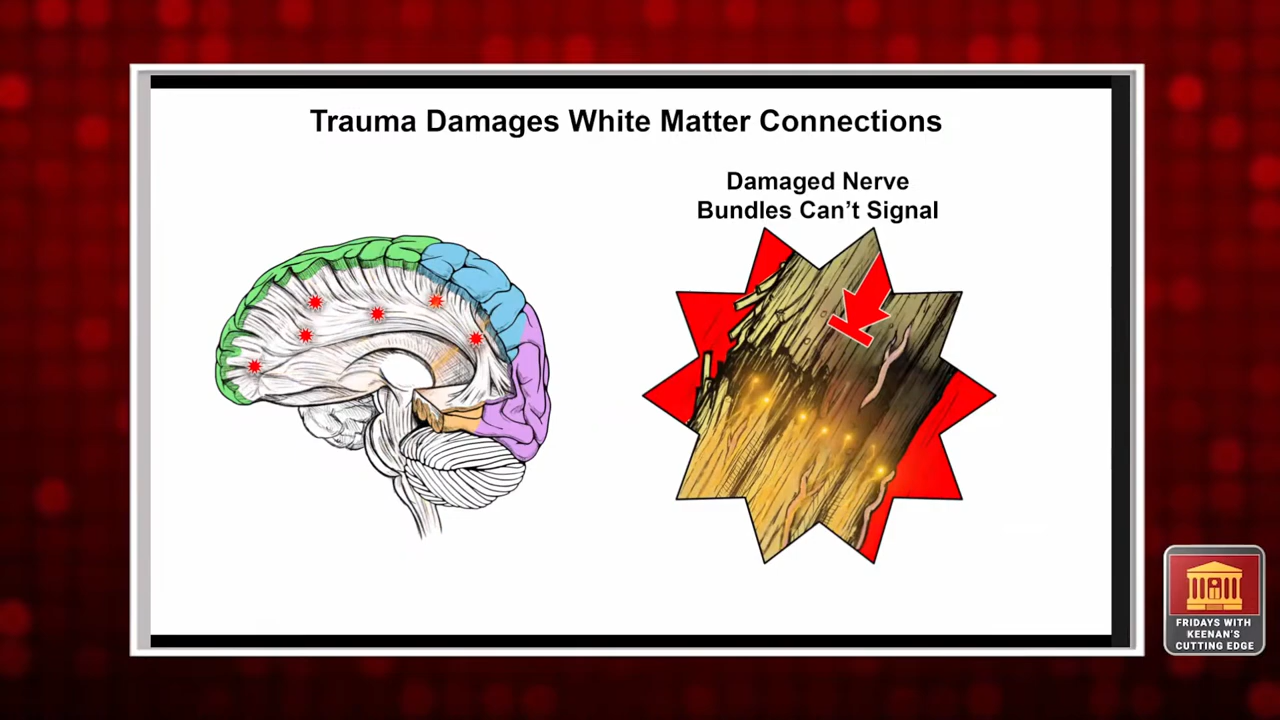 Trauma Damages White Matter Connections
Damaged Nerve
Bundles Can’t Signal
FRIDAYS WITH
KEENAN'S
CUTTING EDGE